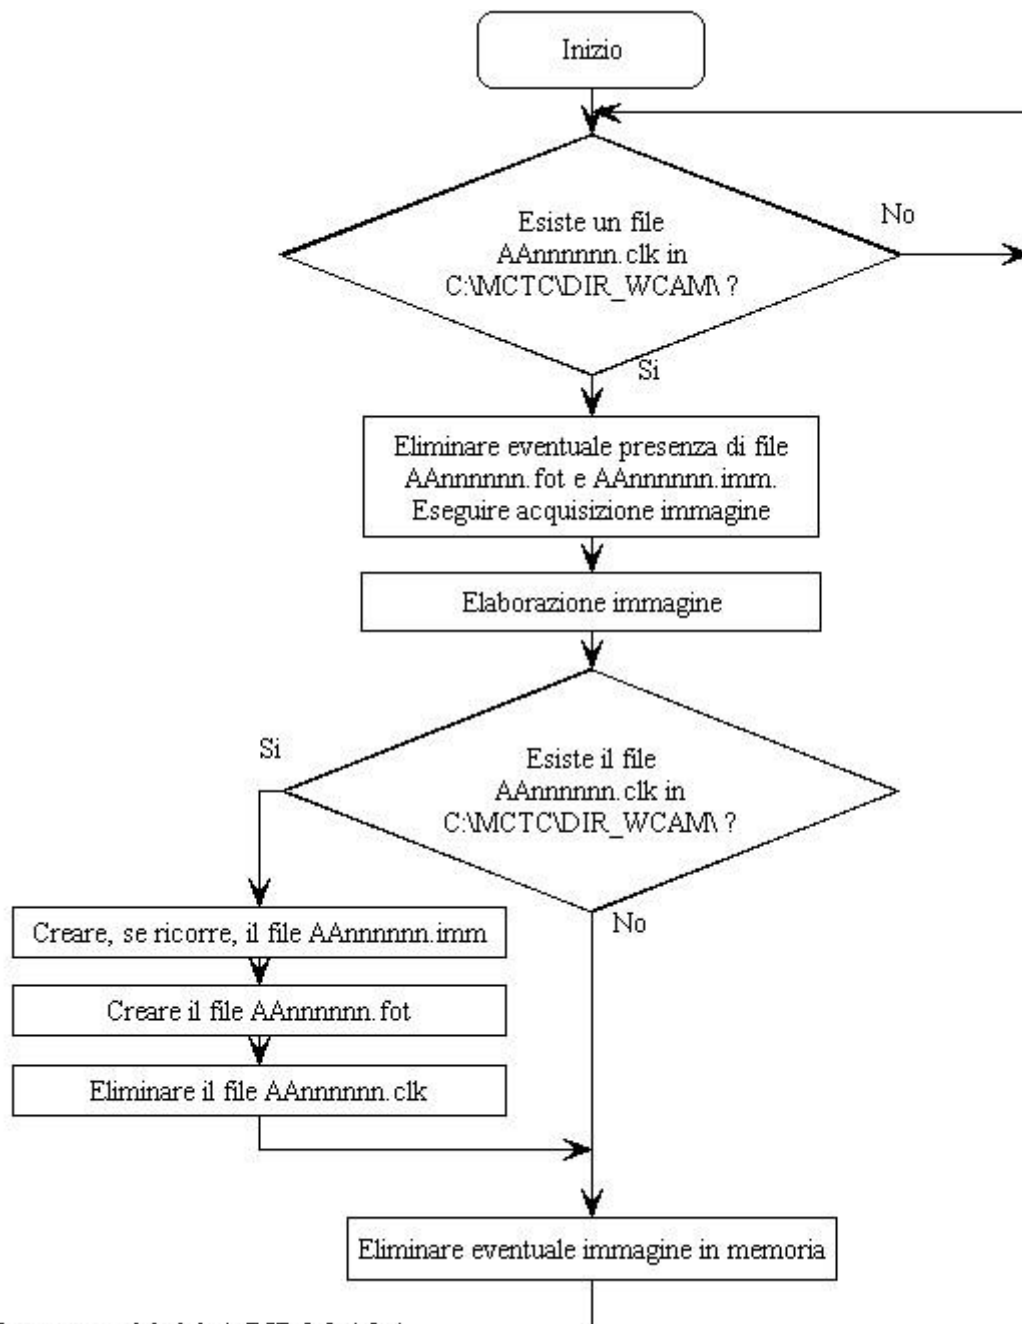 Inizio
Esiste un file
AAnnnnnn.clk in
C:\MCTC\DIR_WCAM\ ?
No
Si
Eliminare eventuale presenza di file
AAnnnnnn.fot e AAnnnnnn.imm.
Eseguire acquisizione immagine
Elaborazione immagine
Si
Esiste il file
AAnnnnnn.clk in
C:\MCTC\DIR_WCAM\ ?
No
Creare, se ricorre, il file AAnnnnnn.imm
Creare il file AAnnnnnn.fot
Eliminare il file AAnnnnnn.clk
Eliminare eventuale immagine in memoria